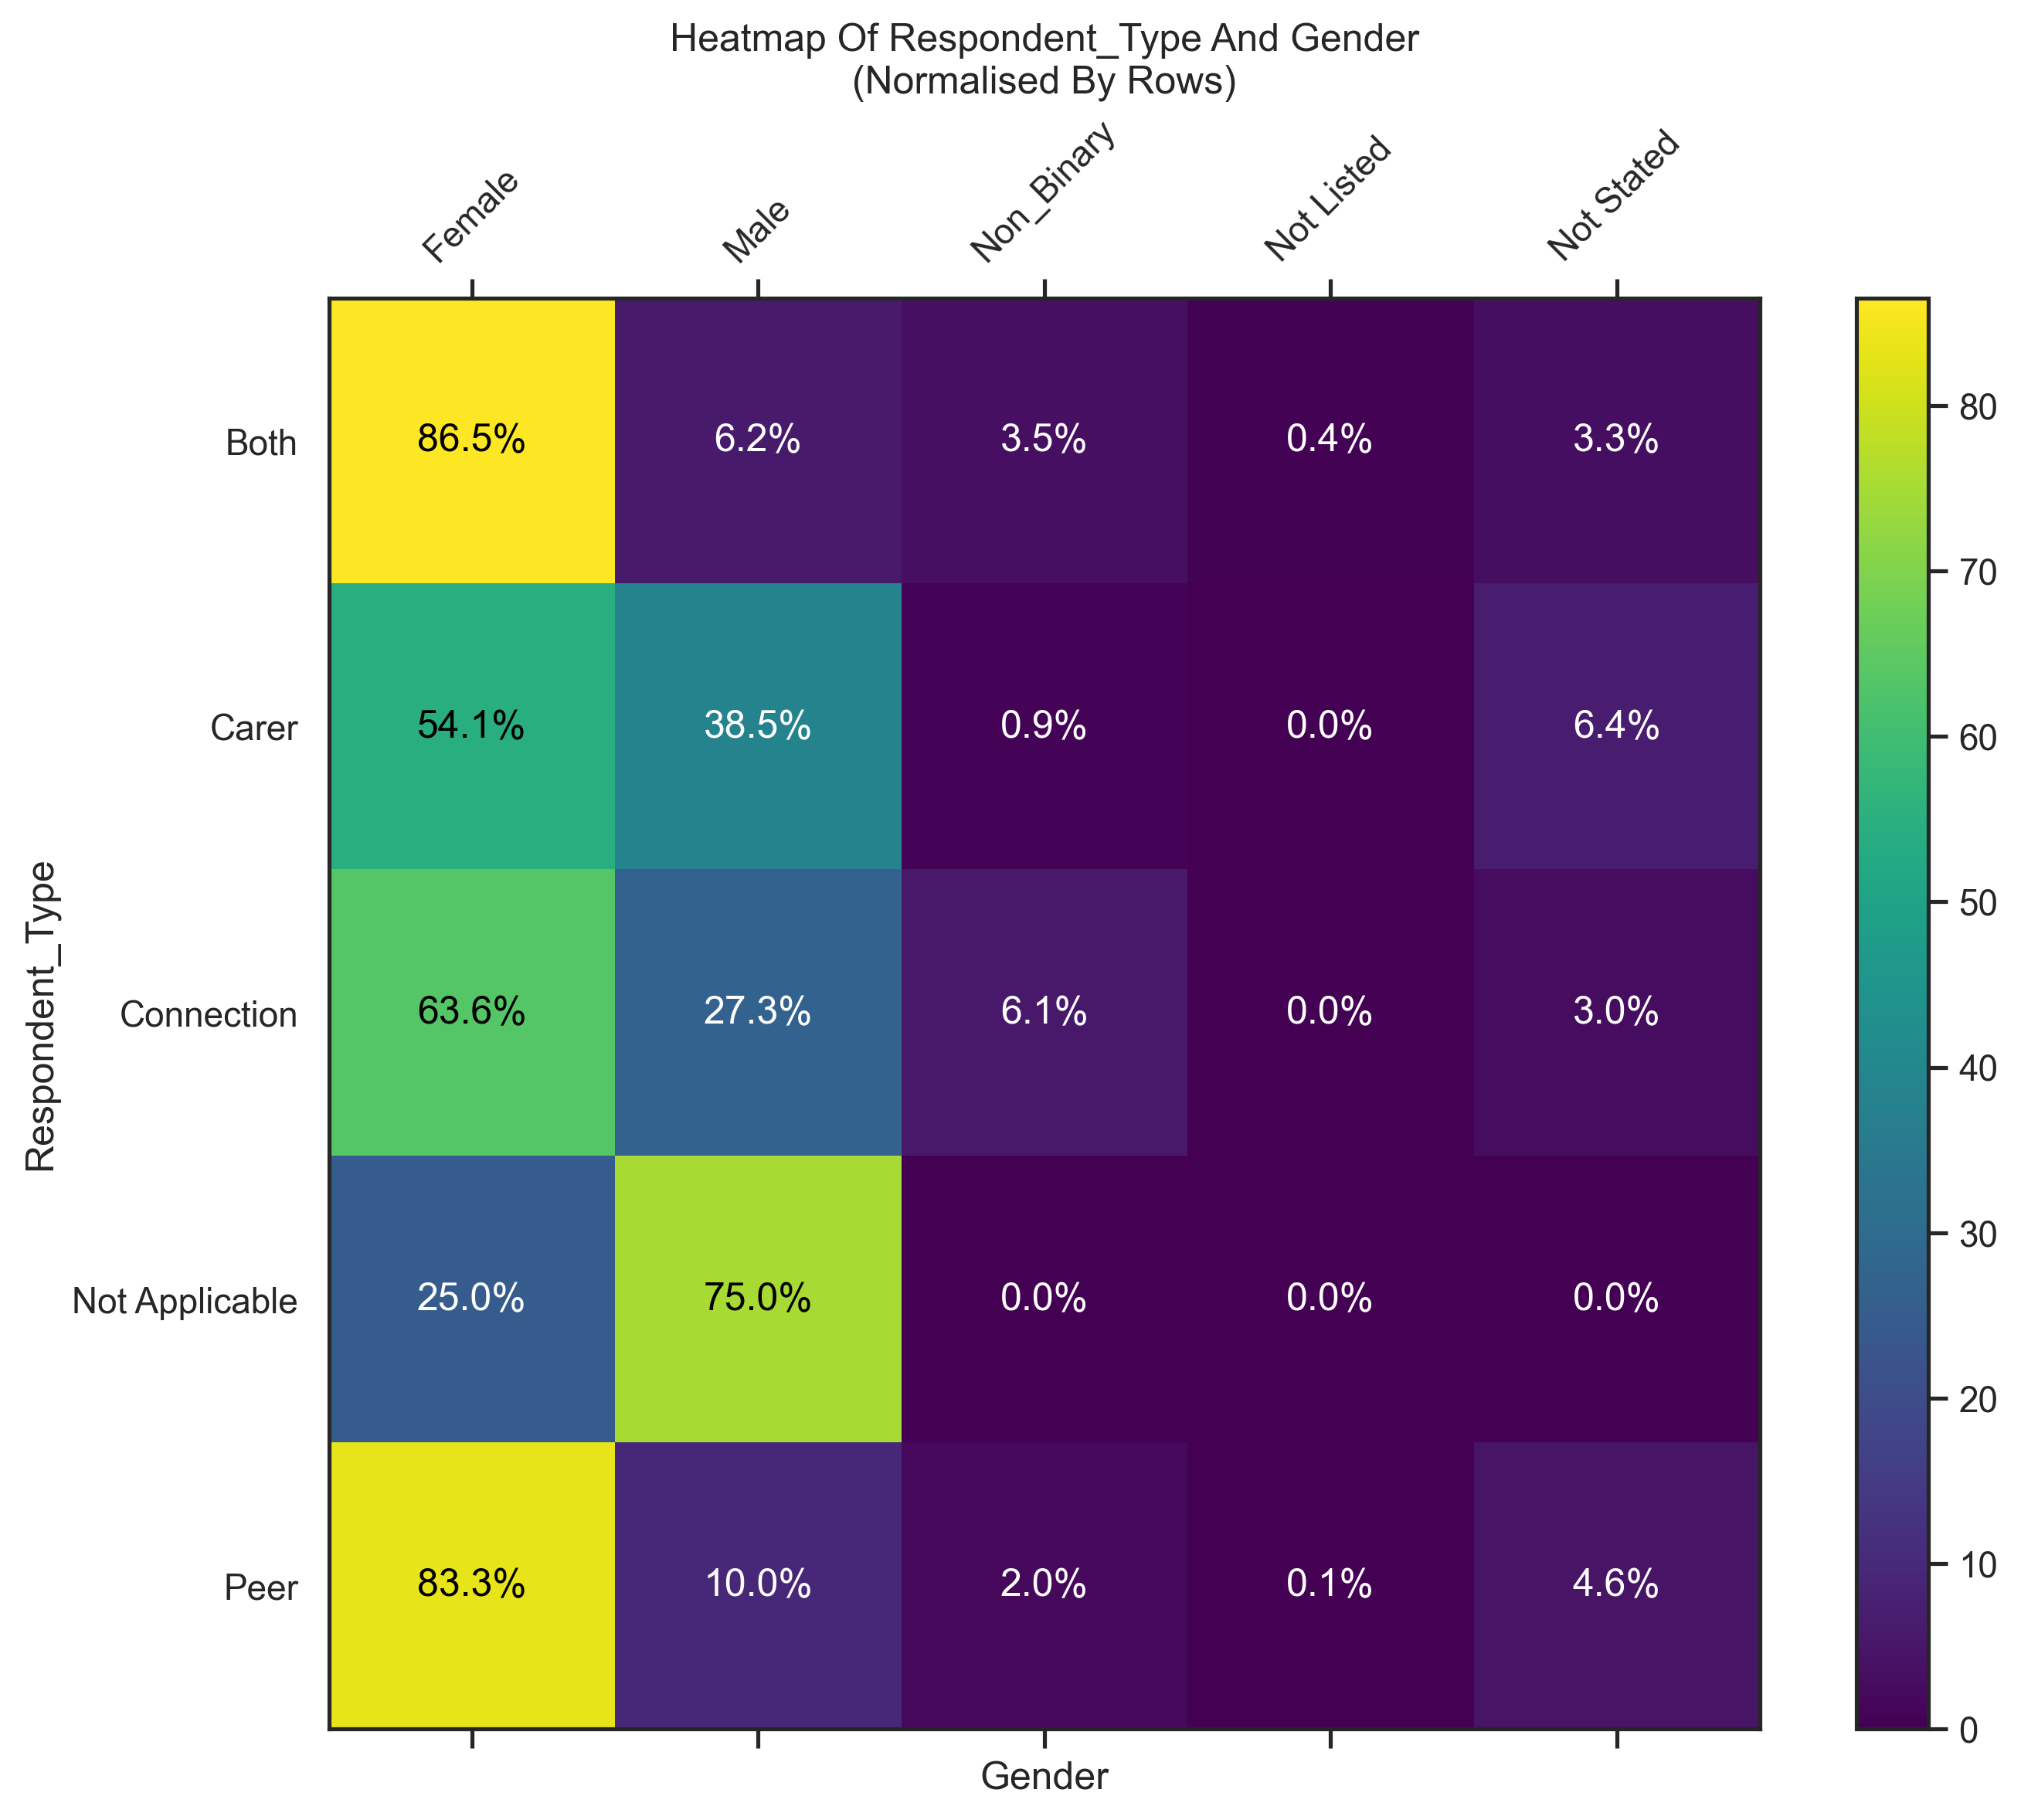 Heatmap Of Respondent_Type And Gender
(Normalised By Rows)
Female Male Non_Binary Not Listed Not Stated
Both 86.5% 6.2% 3.5% 0.4% 3.3%
Carer 54.1% 38.5% 0.9% 0.0% 6.4%
Connection 63.6% 27.3% 6.1% 0.0% 3.0%
Not Applicable 25.0% 75.0% 0.0% 0.0% 0.0%
Peer 83.3% 10.0% 2.0% 0.1% 4.6%
Respondent_Type
Gender
80
70
60
50
40
30
20
10
0